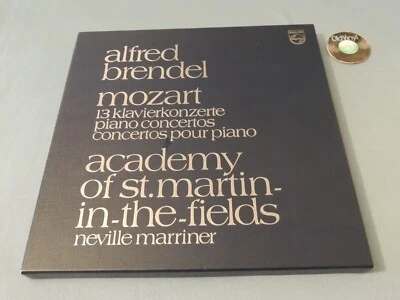 alfred
brendel
mozart
13 klavierkonzerte
piano concertos
concertos pour piano
academy
of st.martin-
in-the-fields
neville marriner